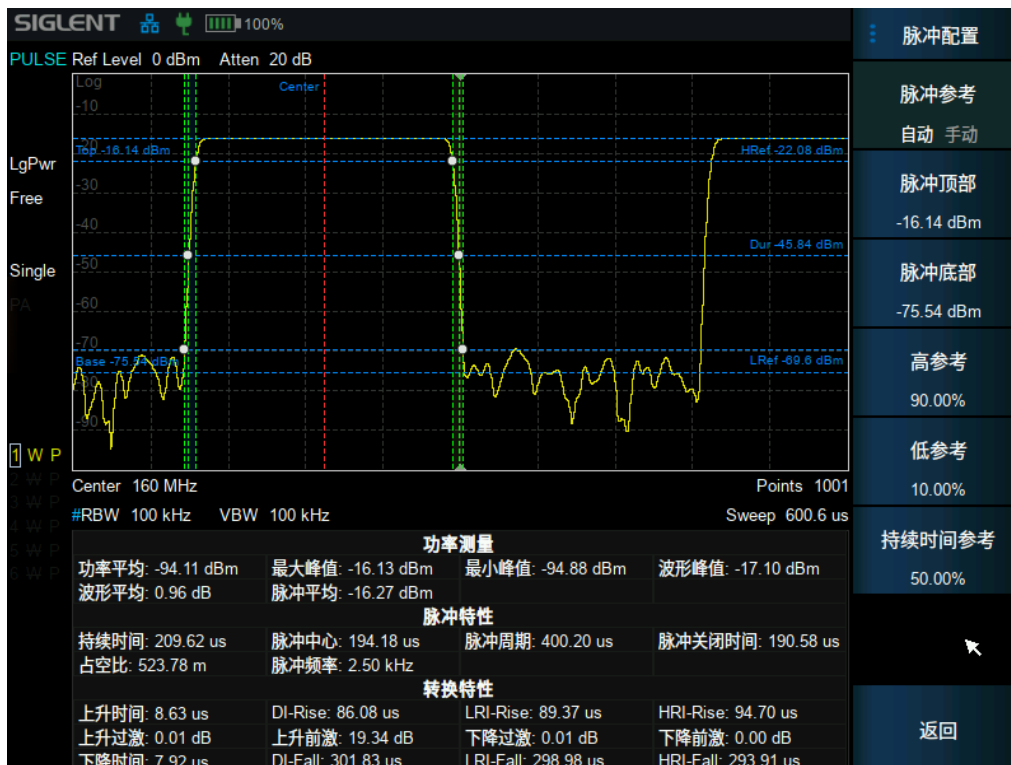 SIGLENT 100%
PULSE Ref Level 0 dBm Atten 20 dB
Log
Center
-10
-20
Top -16.14 dBm
HRef -22.08 dBm
LgPwr
-30
Free
-40
Dur -45.84 dBm
-50
Single
-60
PA
-70
Base -75.54 dBm
LRef -69.6 dBm
-80
-90
1 W P
2 W P
3 W P
4 W P
5 W P
6 W P
Center 160 MHz Points 1001
#RBW 100 kHz VBW 100 kHz Sweep 600.6 us
功率测量
功率平均: -94.11 dBm 最大峰值: -16.13 dBm 最小峰值: -94.88 dBm 波形峰值: -17.10 dBm
波形平均: 0.96 dB 脉冲平均: -16.27 dBm
脉冲特性
持续时间: 209.62 us 脉冲中心: 194.18 us 脉冲周期: 400.20 us 脉冲关闭时间: 190.58 us
占空比: 523.78 m 脉冲频率: 2.50 kHz
转换特性
上升时间: 8.63 us DI-Rise: 86.08 us LRI-Rise: 89.37 us HRI-Rise: 94.70 us
上升过激: 0.01 dB 上升前激: 19.34 dB 下降过激: 0.01 dB 下降前激: 0.00 dB
下降时间: 7.92 us DI-Fall: 301.83 us LRI-Fall: 298.98 us HRI-Fall: 293.91 us
脉冲配置
脉冲参考
自动 手动
脉冲顶部
-16.14 dBm
脉冲底部
-75.54 dBm
高参考
90.00%
低参考
10.00%
持续时间参考
50.00%
返回